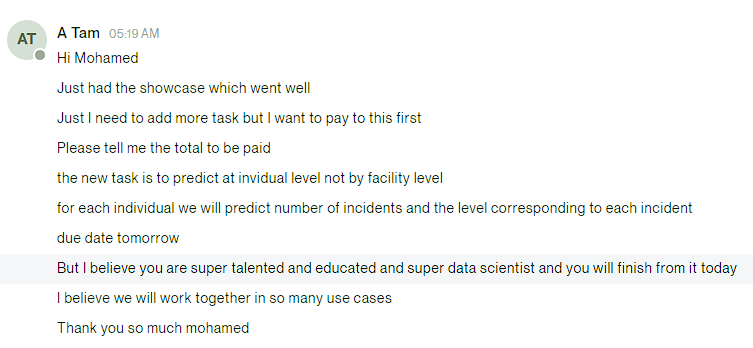 AT A Tam 05:19 AM
Hi Mohamed
Just had the showcase which went well
Just I need to add more task but I want to pay to this first
Please tell me the total to be paid
the new task is to predict at invidual level not by facility level
for each individual we will predict number of incidents and the level corresponding to each incident
due date tomorrow
But I believe you are super talented and educated and super data scientist and you will finish from it today
I believe we will work together in so many use cases
Thank you so much mohamed